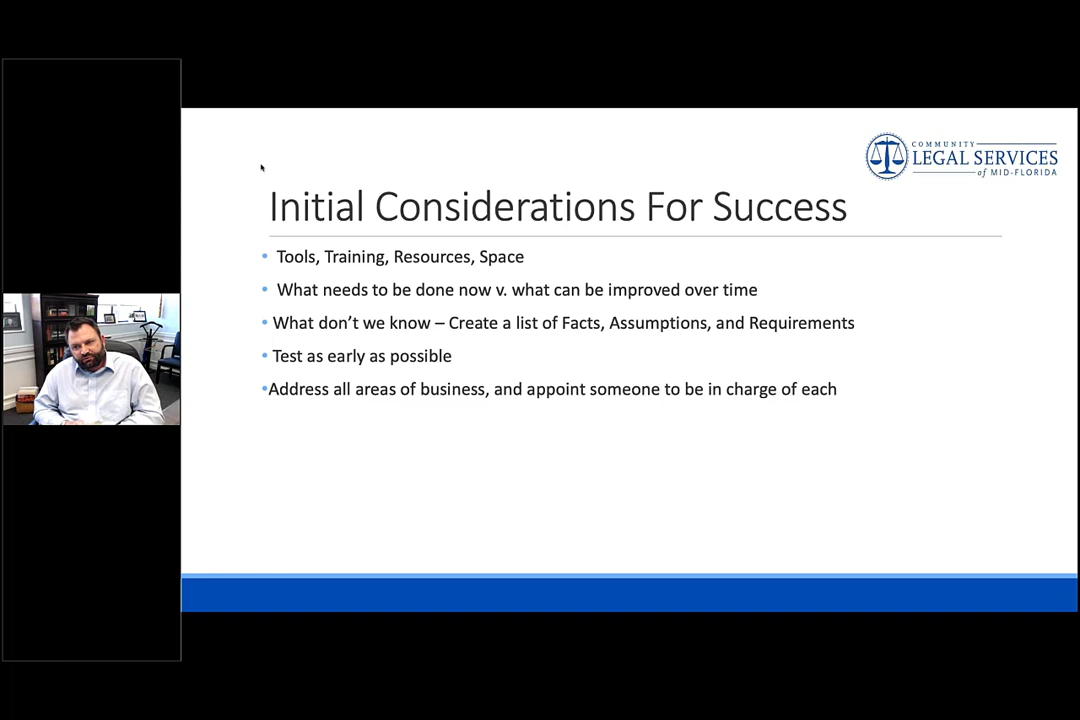 COMMUNITY
LEGAL SERVICES
of MID-FLORIDA
Initial Considerations For Success
• Tools, Training, Resources, Space
• What needs to be done now v. what can be improved over time
• What don’t we know – Create a list of Facts, Assumptions, and Requirements
• Test as early as possible
•Address all areas of business, and appoint someone to be in charge of each